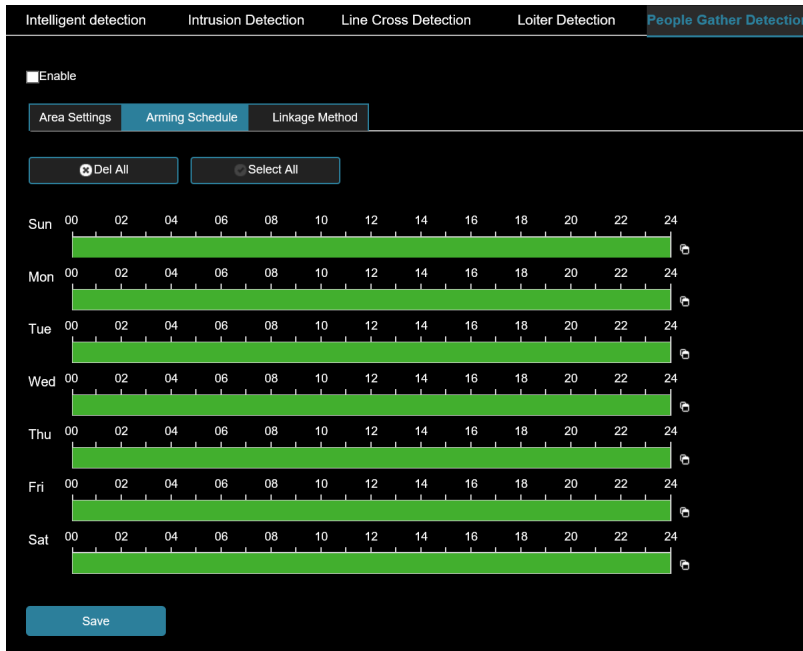 Intelligent detection Intrusion Detection Line Cross Detection Loiter Detection People Gather Detection
Enable
Area Settings Arming Schedule Linkage Method
Del All Select All
00 02 04 06 08 10 12 14 16 18 20 22 24
Sun
00 02 04 06 08 10 12 14 16 18 20 22 24
Mon
00 02 04 06 08 10 12 14 16 18 20 22 24
Tue
00 02 04 06 08 10 12 14 16 18 20 22 24
Wed
00 02 04 06 08 10 12 14 16 18 20 22 24
Thu
00 02 04 06 08 10 12 14 16 18 20 22 24
Fri
00 02 04 06 08 10 12 14 16 18 20 22 24
Sat
Save